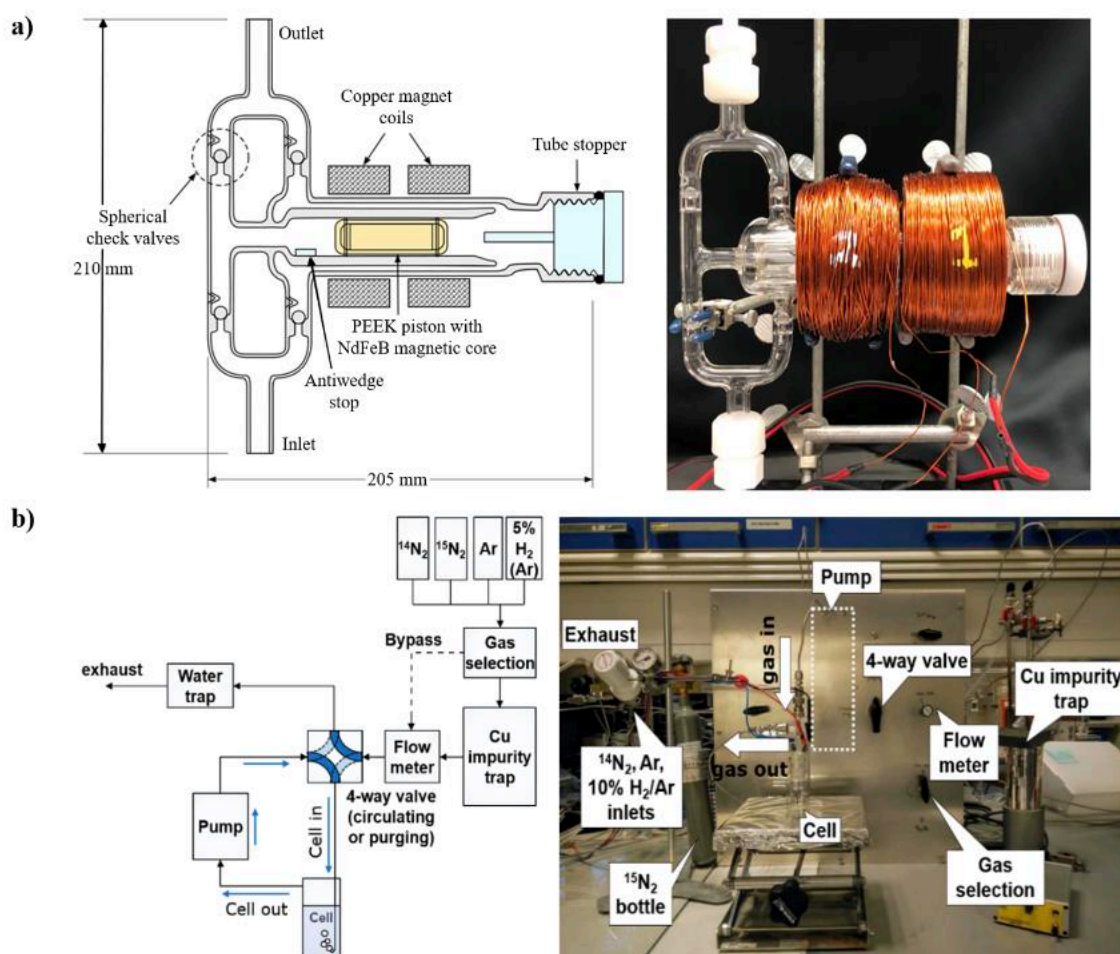 a)
Outlet
Copper magnet
coils
Tube stopper
Spherical
check valves
210 mm
PEEK piston with
NdFeB magnetic core
Antiwedge
stop
Inlet
205 mm
b)
¹⁴N₂
¹⁵N₂
Ar
5%
H₂
(Ar)
Bypass
Gas
selection
exhaust
Water
trap
Flow
meter
Cu
impurity
trap
4-way valve
(circulating
or purging)
Pump
Cell in
Cell out
Cell
Pump
Exhaust
gas in
4-way valve
Cu impurity
trap
gas out
Flow
meter
¹⁴N₂, Ar,
10% H₂/Ar
inlets
Cell
Gas
selection
¹⁵N₂
bottle